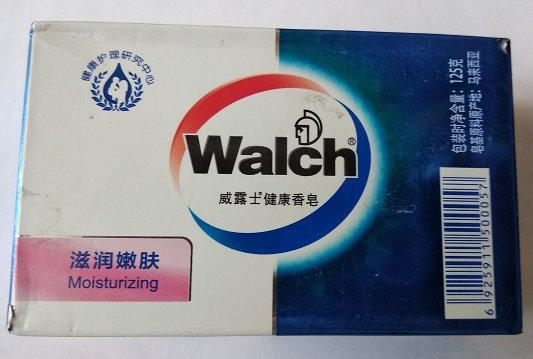 健康护理研究中心
Walch®
威露士®健康香皂
滋润嫩肤
Moisturizing
包装时净含量：125克
皂基原料原产地：马来西亚
6 925911 500057